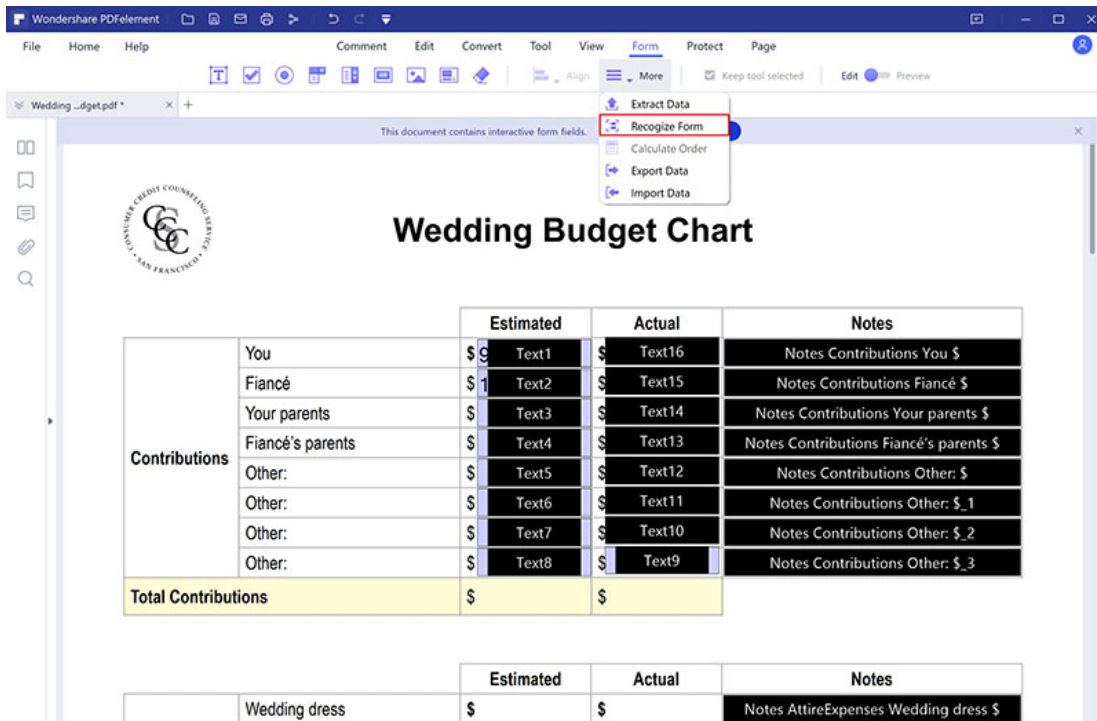 Wondershare PDFelement
File Home Help Comment Edit Convert Tool View Form Protect Page
Align More Keep tool selected Edit Preview
Wedding ...dget.pdf * × +
Extract Data
This document contains interactive form fields.
Recogize Form
Calculate Order
Export Data
Import Data
CONSUMER CREDIT COUNSELING SERVICE
CCCS
SAN FRANCISCO
Wedding Budget Chart
Estimated Actual Notes
You $ 9 Text1 $ Text16 Notes Contributions You $
Fiancé $ 1 Text2 $ Text15 Notes Contributions Fiancé $
Your parents $ Text3 $ Text14 Notes Contributions Your parents $
Fiancé's parents $ Text4 $ Text13 Notes Contributions Fiancé's parents $
Contributions
Other: $ Text5 $ Text12 Notes Contributions Other: $
Other: $ Text6 $ Text11 Notes Contributions Other: $_1
Other: $ Text7 $ Text10 Notes Contributions Other: $_2
Other: $ Text8 $ Text9 Notes Contributions Other: $_3
Total Contributions $ $
Estimated Actual Notes
Wedding dress $ $ Notes AttireExpenses Wedding dress $